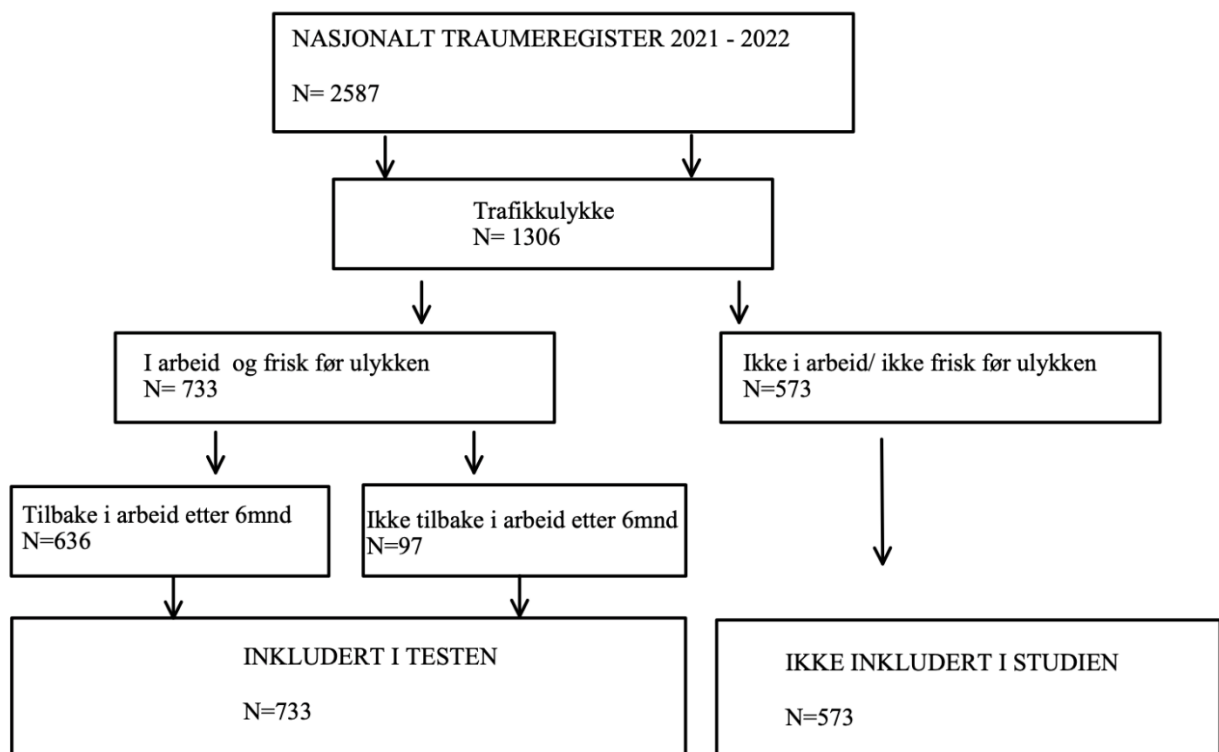 NASJONALT TRAUMEREGISTER 2021 - 2022
N= 2587
Trafikkulykke
N= 1306
I arbeid og frisk før ulykken
N= 733
Ikke i arbeid/ ikke frisk før ulykken
N=573
Tilbake i arbeid etter 6mnd
N=636
Ikke tilbake i arbeid etter 6mnd
N=97
INKLUDERT I TESTEN
N=733
IKKE INKLUDERT I STUDIEN
N=573